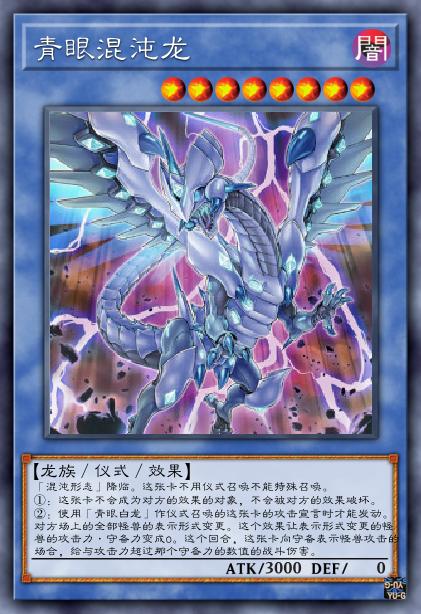 青眼混沌龙
闇
【龙族/仪式/效果】
「混沌形态」降临。这张卡不用仪式召唤不能特殊召唤。
①:这张卡不会成为对方的效果的对象,不会被对方的效果破坏。
②:使用「青眼白龙」作仪式召唤的这张卡的攻击宣言时才能发动。
对方场上的全部怪兽的表示形式变更。这个效果让表示形式变更的怪
兽的攻击力·守备力变成0。这个回合,这张卡向守备表示怪兽攻击的
场合,给与攻击力超过那个守备力的数值的战斗伤害。
ATK/3000 DEF/ 0
YU-G
YU-G